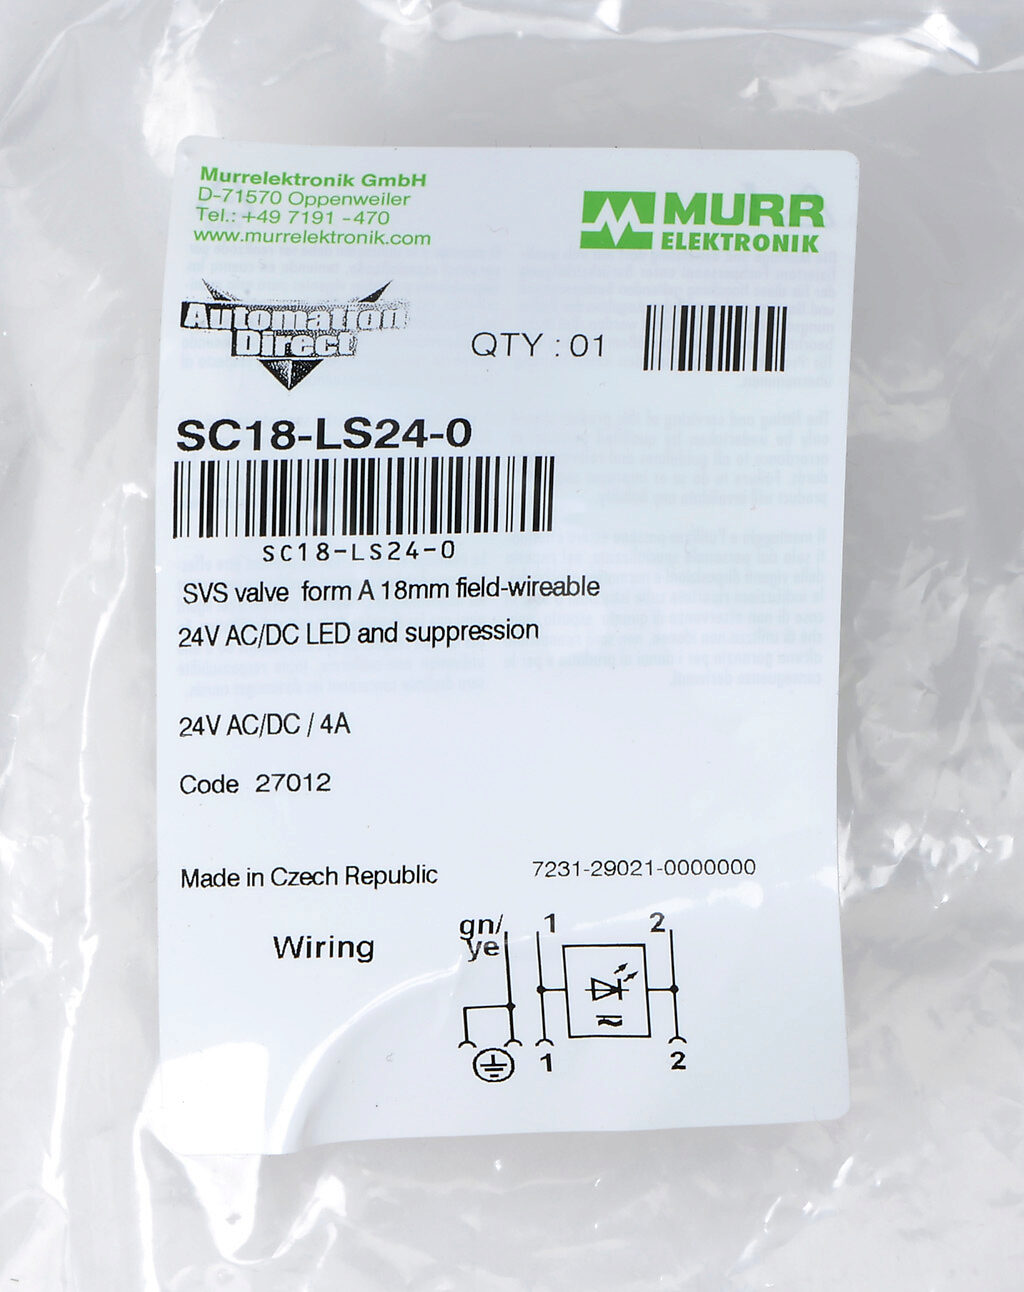 Murrelektronik GmbH
D-71570 Oppenweiler
Tel.: +49 7191 -470
www.murrelektronik.com
MURR
ELEKTRONIK
Automation
Direct
QTY : 01
SC18-LS24-0
SC18-LS24-0
SVS valve form A 18mm field-wireable
24V AC/DC LED and suppression
24V AC/DC / 4A
Code 27012
Made in Czech Republic
7231-29021-0000000
Wiring
gn/
ye
1
2
1
2